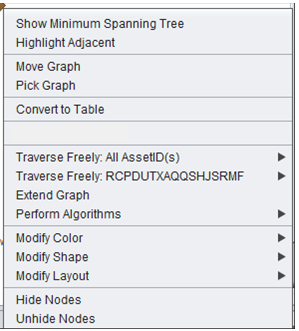 Show Minimum Spanning Tree
Highlight Adjacent
Move Graph
Pick Graph
Convert to Table
Traverse Freely: All AssetID(s)
Traverse Freely: RCPDUTXAQQSHJSRMF
Extend Graph
Perform Algorithms
Modify Color
Modify Shape
Modify Layout
Hide Nodes
Unhide Nodes